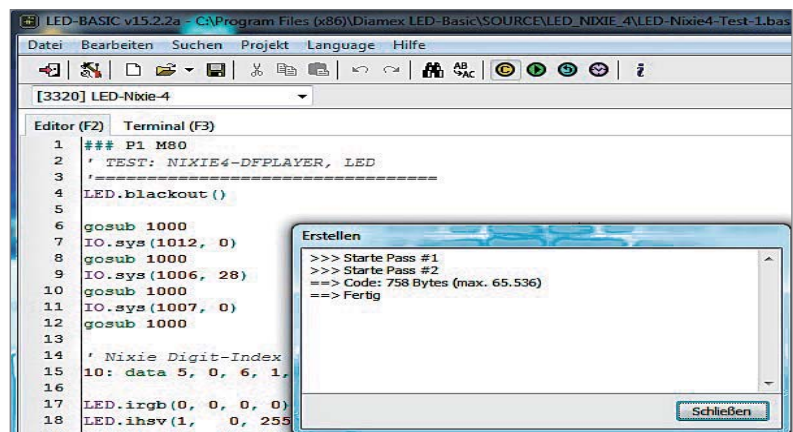 LED-BASIC v15.2.2a - C:\Program Files (x86)\Diamex LED-Basic\SOURCE\LED_NIXIE_4\LED-Nixie4-Test-1.bas
Datei Bearbeiten Suchen Projekt Language Hilfe
AB AC C
[3320] LED-Nixie-4
Editor (F2) Terminal (F3)
1 ### P1 M80
2 ' TEST: NIXIE4-DFPLAYER, LED
3 '==================================
4 LED.blackout()
5
6 gosub 1000
7 IO.sys(1012, 0)
8 gosub 1000
9 IO.sys(1006, 28)
10 gosub 1000
11 IO.sys(1007, 0)
12 gosub 1000
13
14 ' Nixie Digit-Index
15 10: data 5, 0, 6, 1,
16
17 LED.irgb(0, 0, 0, 0)
18 LED.ihsv(1, 0, 255
Erstellen
>>> Starte Pass #1
>>> Starte Pass #2
==> Code: 758 Bytes (max. 65.536)
==> Fertig
Schließen